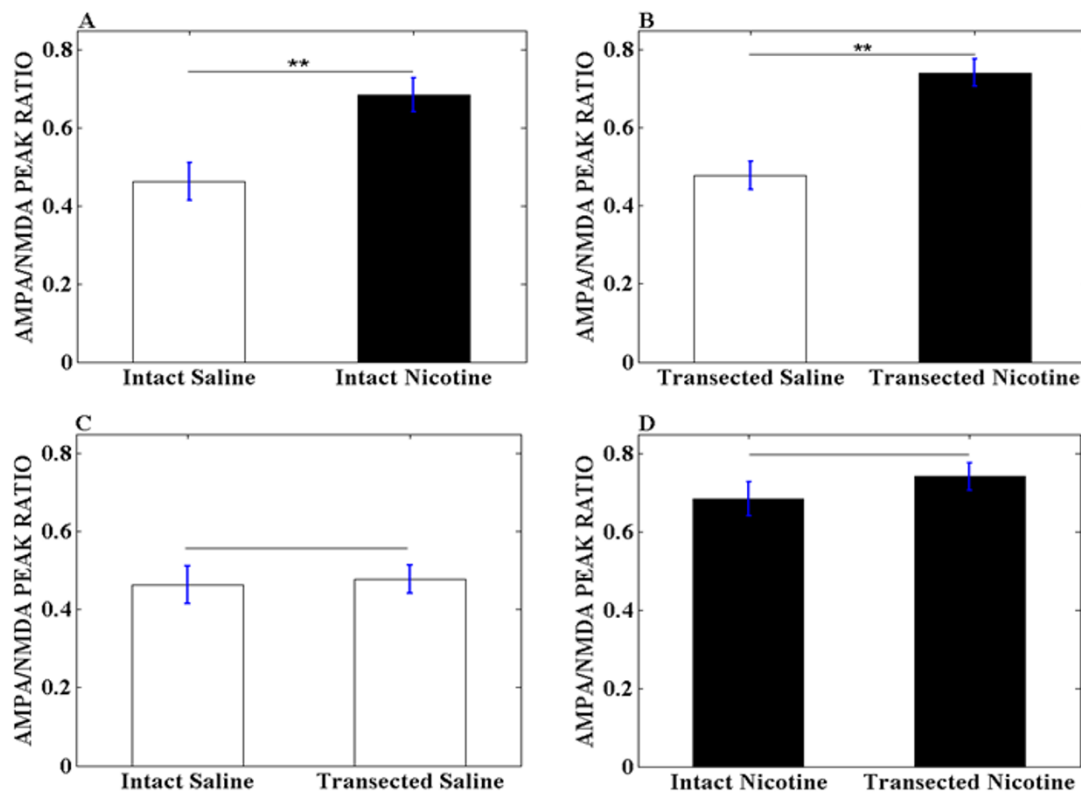 A
AMPA/NMDA PEAK RATIO
0.8
0.6
0.4
0.2
0
**
Intact Saline Intact Nicotine
B
AMPA/NMDA PEAK RATIO
0.8
0.6
0.4
0.2
0
**
Transected Saline Transected Nicotine
C
AMPA/NMDA PEAK RATIO
0.8
0.6
0.4
0.2
0
Intact Saline Transected Saline
D
AMPA/NMDA PEAK RATIO
0.8
0.6
0.4
0.2
0
Intact Nicotine Transected Nicotine